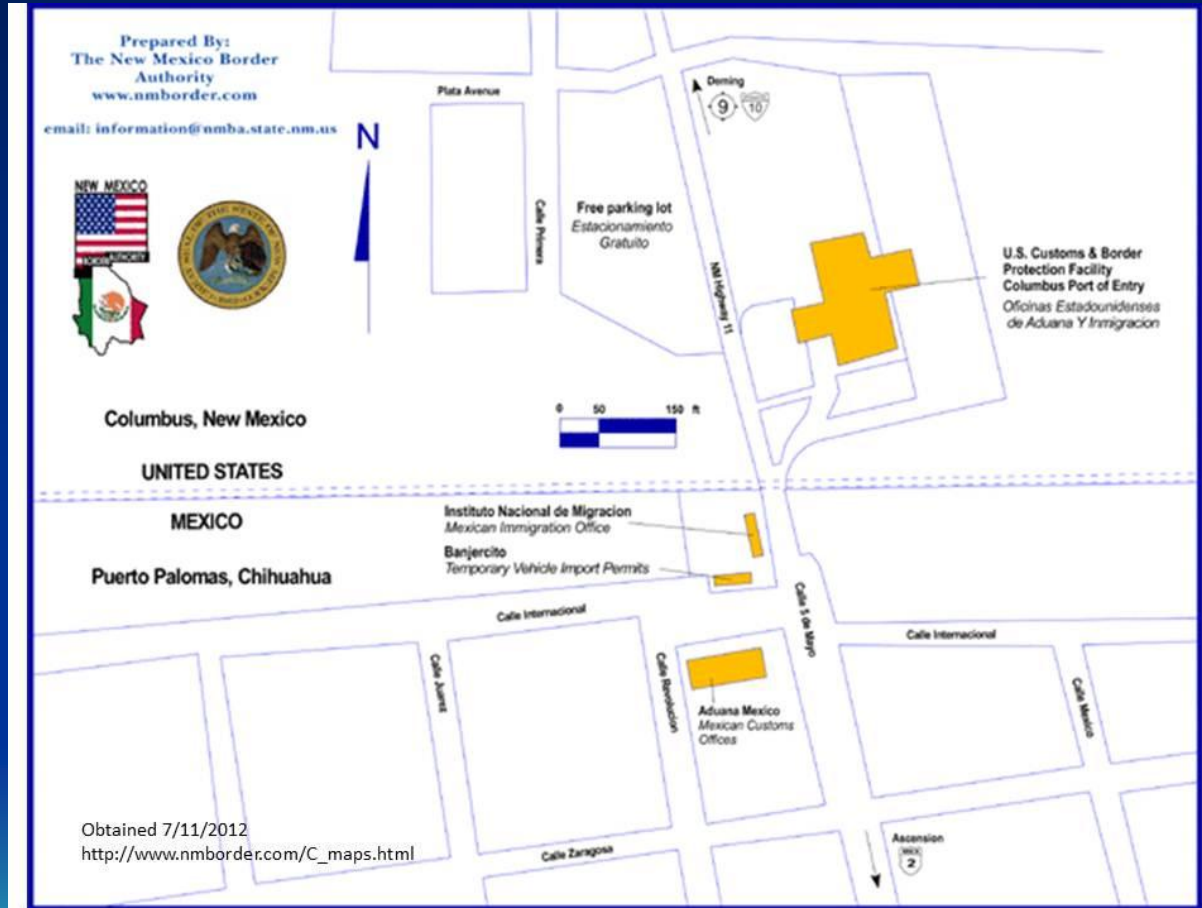 Prepared By:
The New Mexico Border
Authority
www.nmborder.com
email: information@nmba.state.nm.us
N
NEW MEXICO
BORDER AUTHORITY
Plata Avenue
Deming
9
10
Calle Primera
Free parking lot
Estacionamiento
Gratuito
NM Highway 11
U.S. Customs & Border
Protection Facility
Columbus Port of Entry
Oficinas Estadounidenses
de Aduana Y Inmigracion
0 50 150 ft
Columbus, New Mexico
UNITED STATES
MEXICO
Puerto Palomas, Chihuahua
Instituto Nacional de Migracion
Mexican Immigration Office
Banjercito
Temporary Vehicle Import Permits
Calle Internacional
Calle 5 de Mayo
Calle Internacional
Calle Juarez
Calle Revolucion
Calle Mexico
Aduana Mexico
Mexican Customs
Offices
Calle Zaragosa
Ascension
2
Obtained 7/11/2012
http://www.nmborder.com/C_maps.html